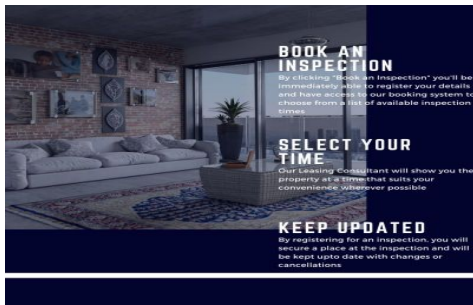 BOOK AN
INSPECTION
By clicking "Book an Inspection" you'll be
immediately able to register your details
and have access to our booking system to
choose from a list of available inspection
times
SELECT YOUR
TIME
Our Leasing Consultant will show you the
property at a time that suits your
convenience wherever possible
KEEP UPDATED
By registering for an inspection, you will
secure a place at the inspection and will
be kept upto date with changes or
cancellations